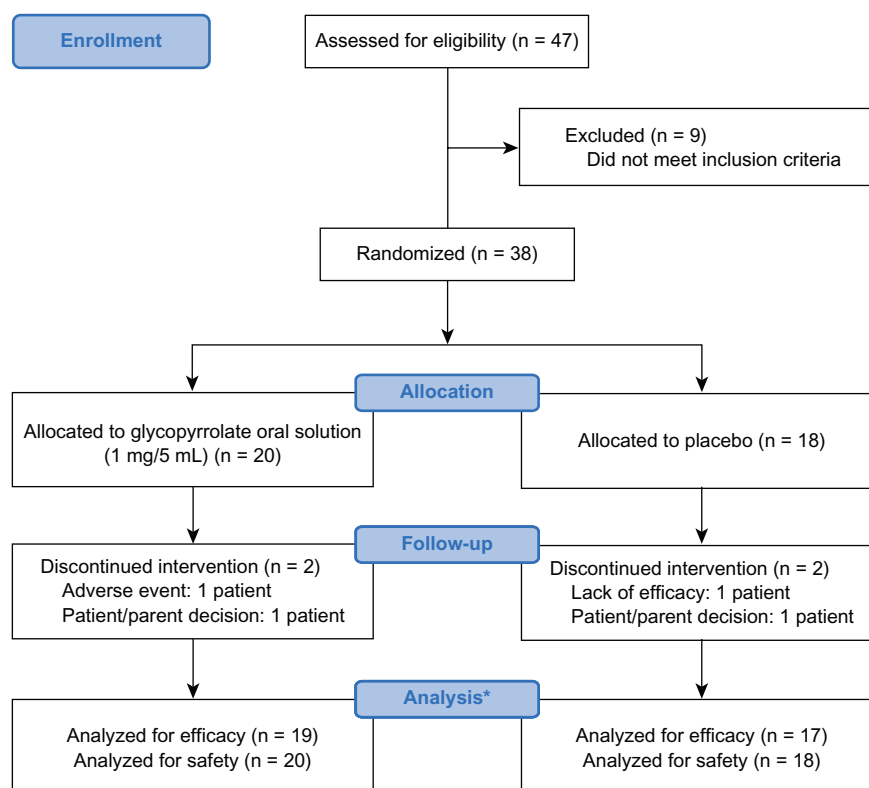 Enrollment
Assessed for eligibility (n = 47)
Excluded (n = 9)
Did not meet inclusion criteria
Randomized (n = 38)
Allocation
Allocated to glycopyrrolate oral solution
(1 mg/5 mL) (n = 20)
Allocated to placebo (n = 18)
Follow-up
Discontinued intervention (n = 2)
Adverse event: 1 patient
Patient/parent decision: 1 patient
Discontinued intervention (n = 2)
Lack of efficacy: 1 patient
Patient/parent decision: 1 patient
Analysis*
Analyzed for efficacy (n = 19)
Analyzed for safety (n = 20)
Analyzed for efficacy (n = 17)
Analyzed for safety (n = 18)